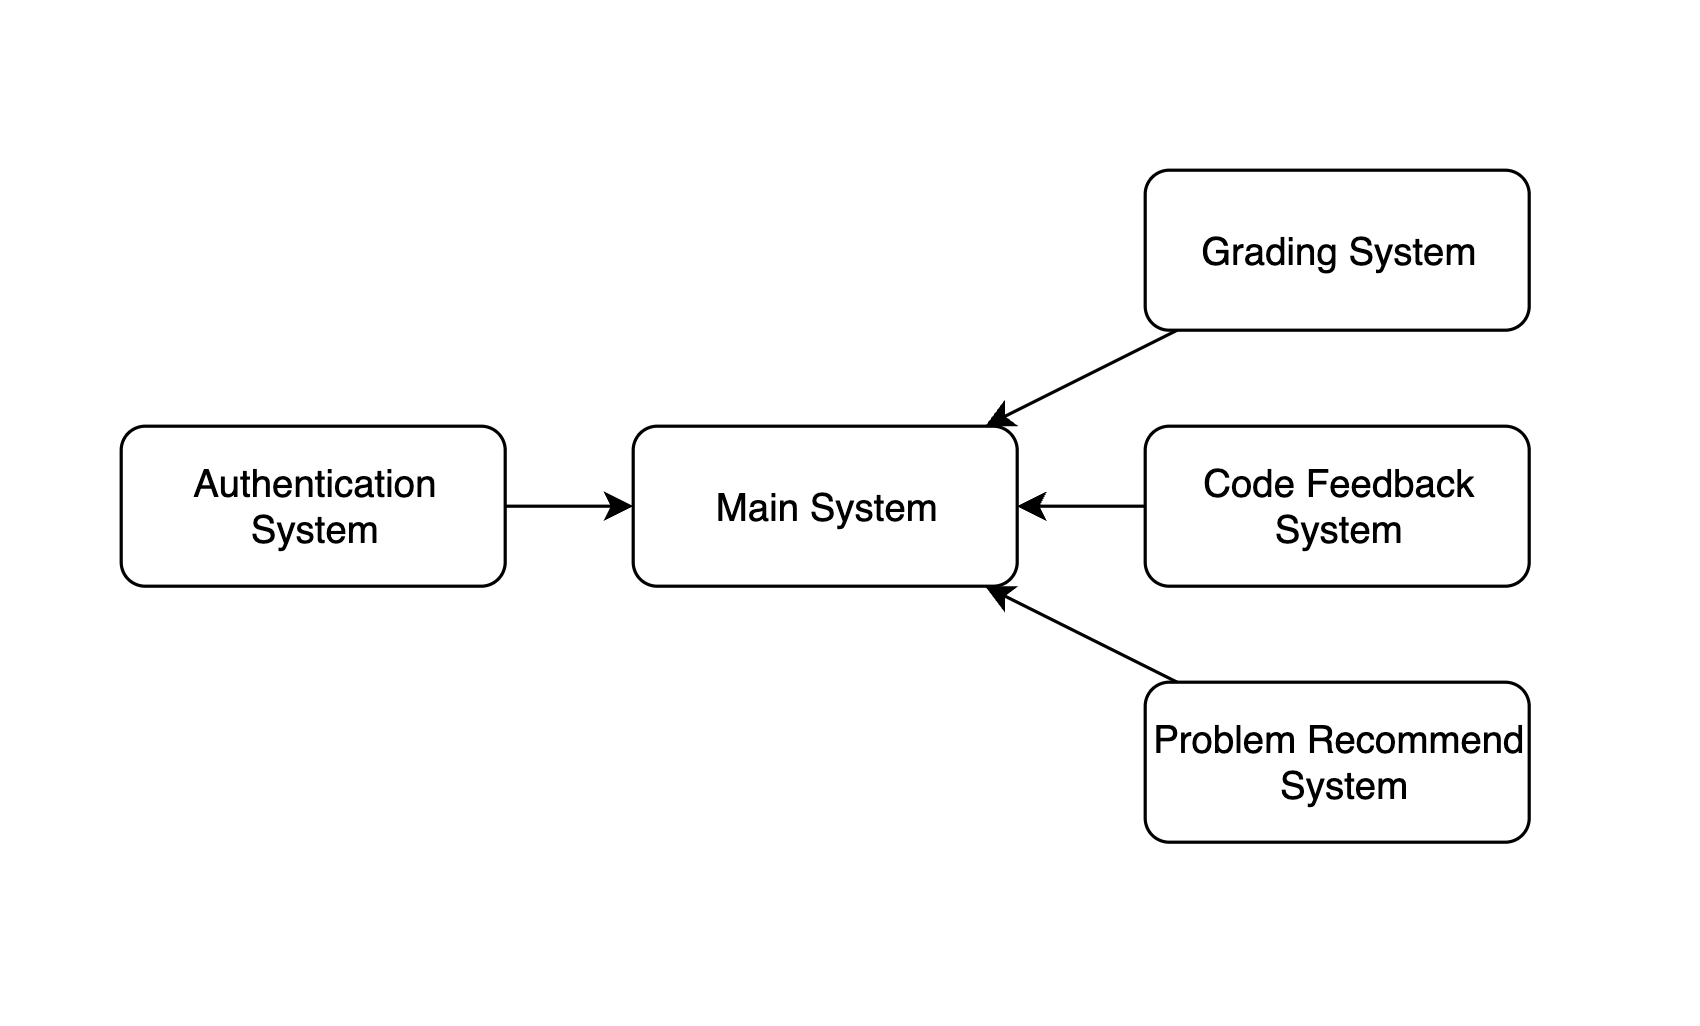 Grading System
Authentication
System
Main System
Code Feedback
System
Problem Recommend
System